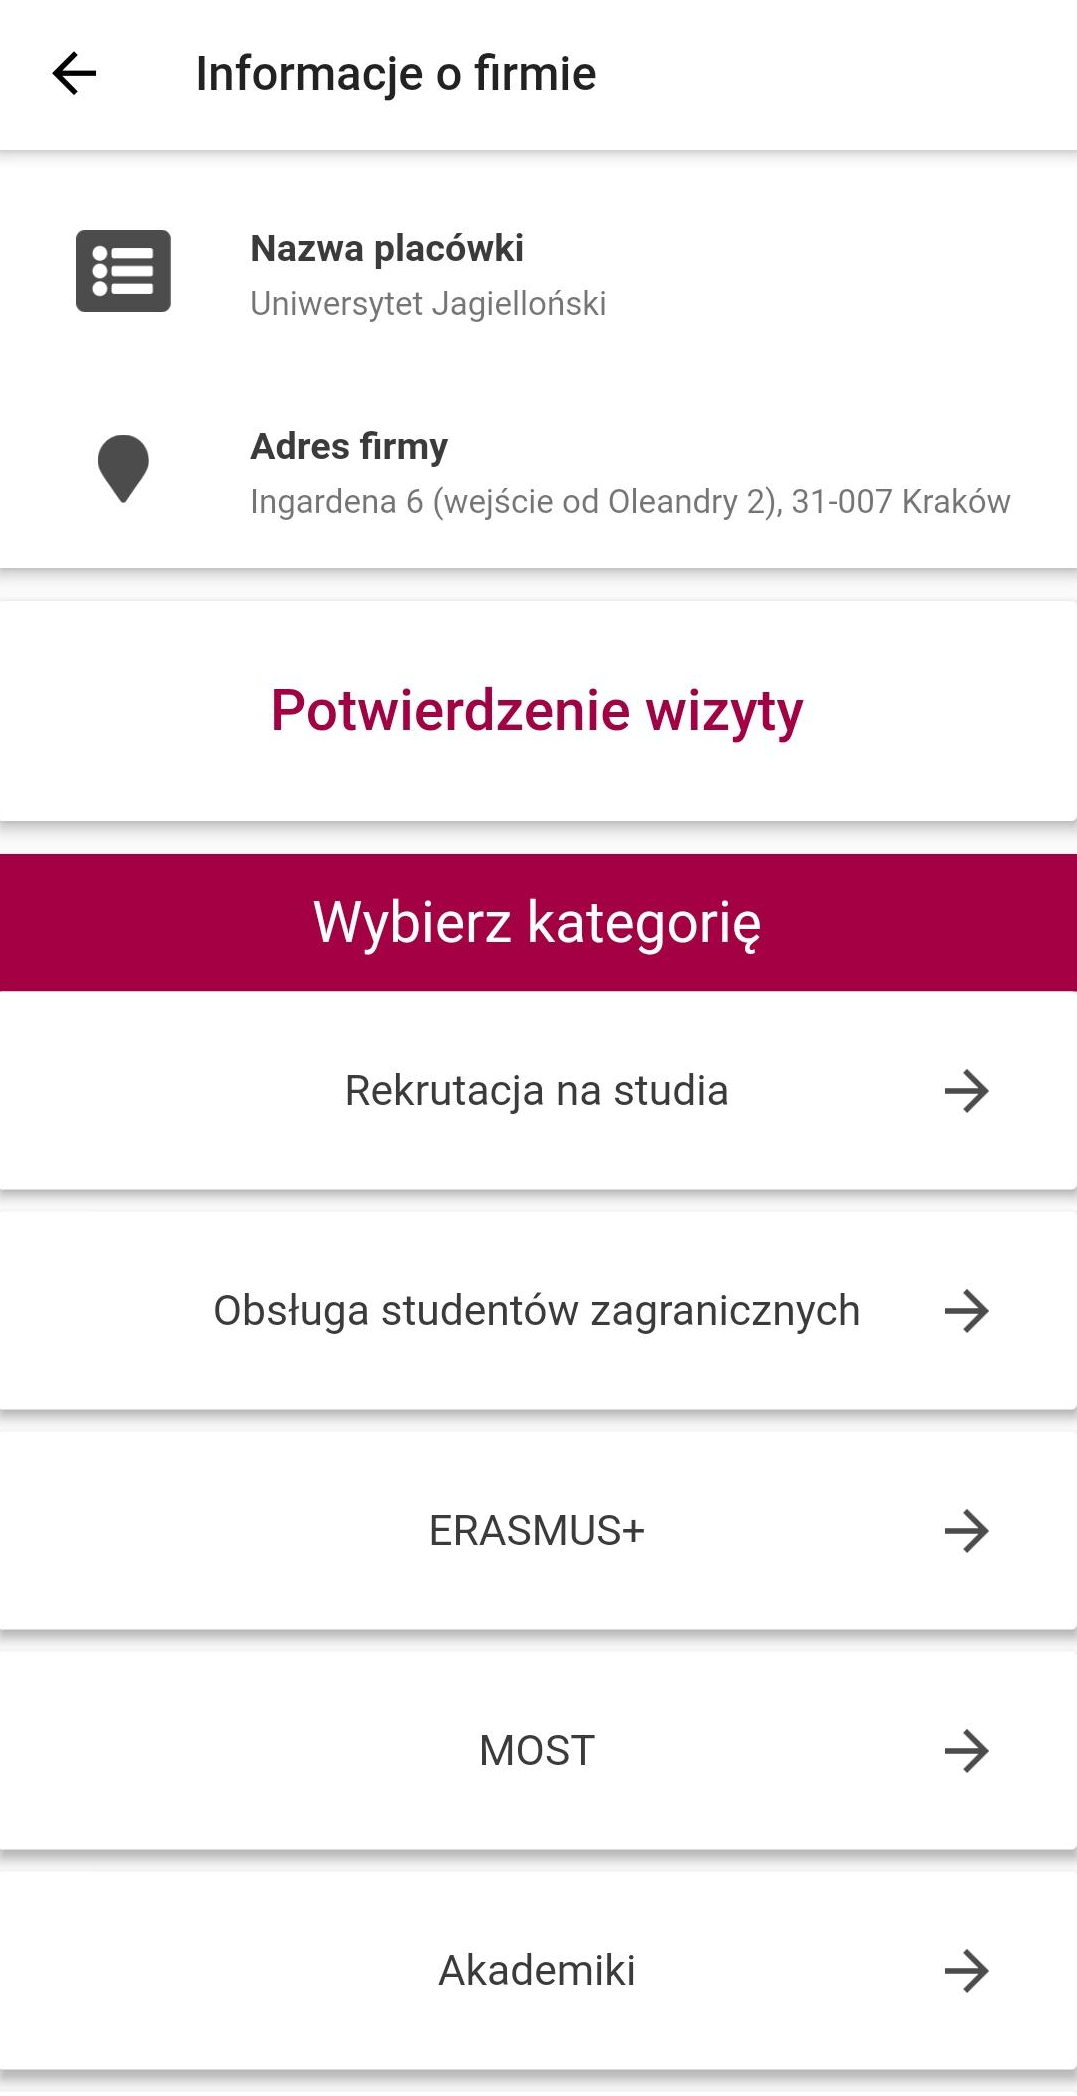 Informacje o firmie
Nazwa placówki
Uniwersytet Jagielloński
Adres firmy
Ingardena 6 (wejście od Oleandry 2), 31-007 Kraków
Potwierdzenie wizyty
Wybierz kategorię
Rekrutacja na studia
Obsługa studentów zagranicznych
ERASMUS+
MOST
Akademiki